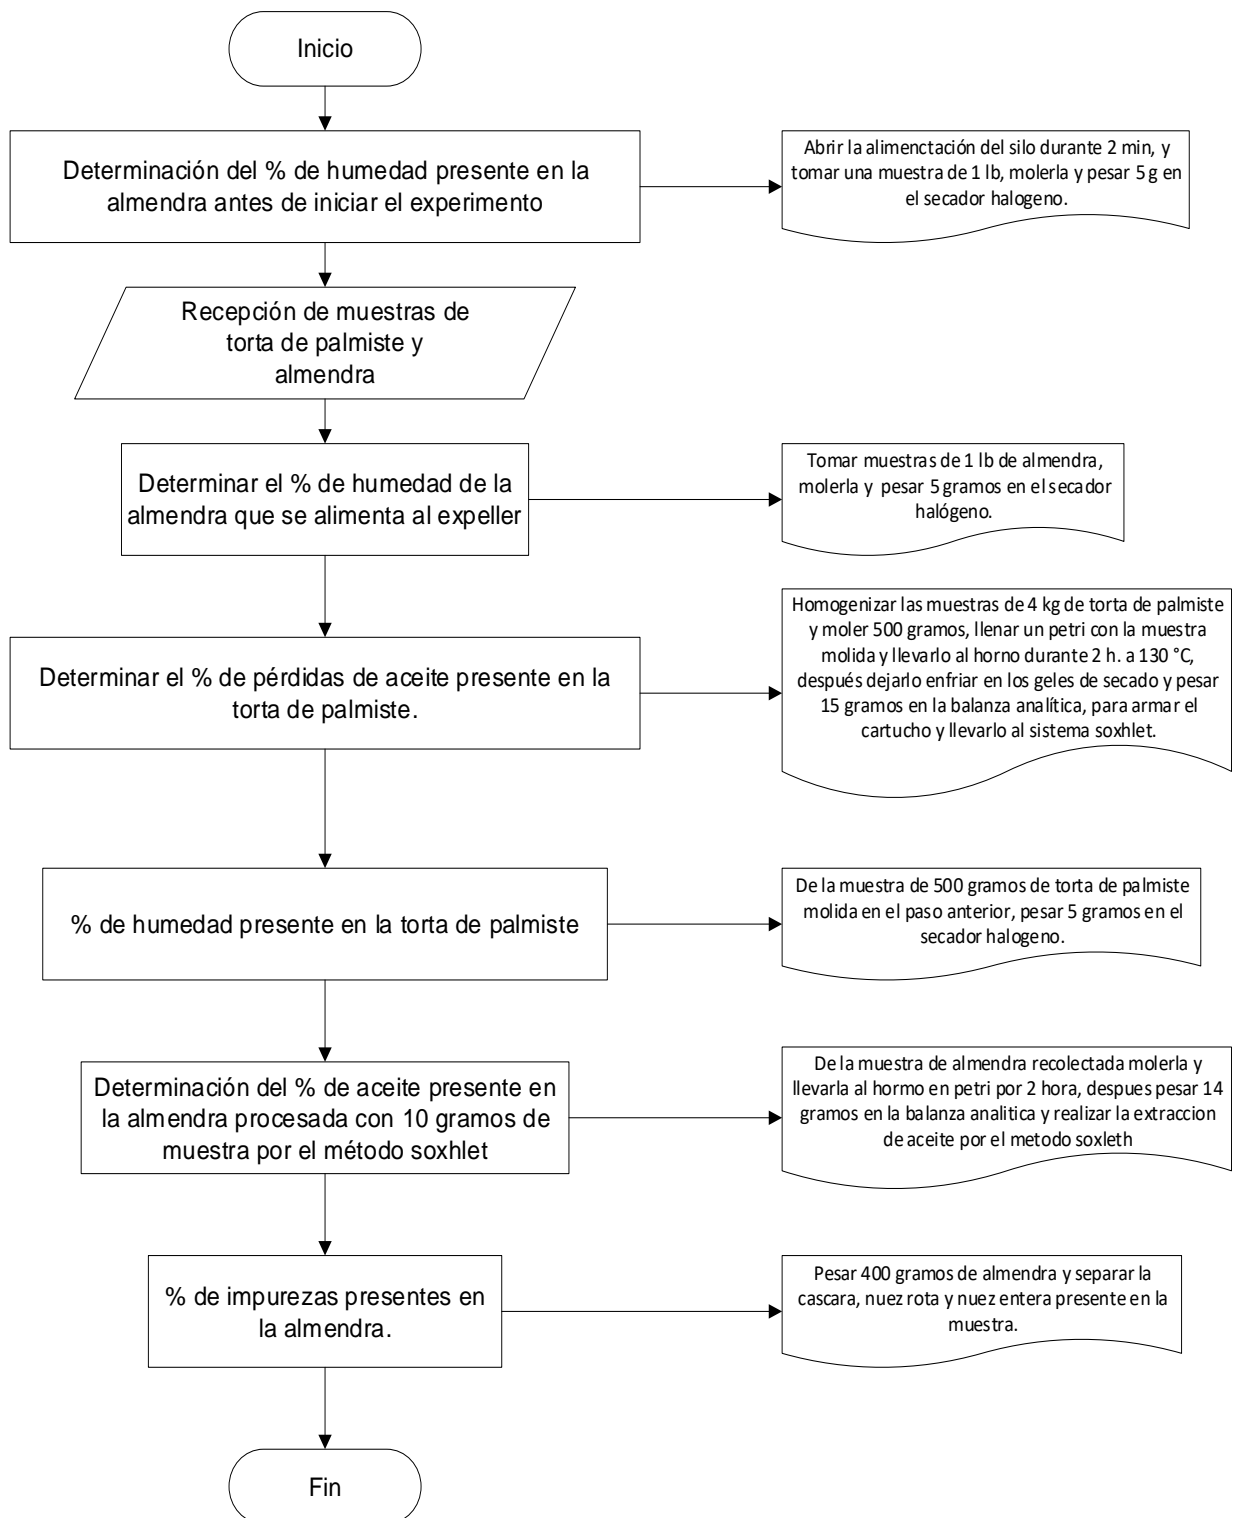 Inicio
Determinación del % de humedad presente en la
almendra antes de iniciar el experimento
Abrir la alimenctación del silo durante 2 min, y
tomar una muestra de 1 lb, molerla y pesar 5 g en
el secador halogeno.
Recepción de muestras de
torta de palmiste y
almendra
Determinar el % de humedad de la
almendra que se alimenta al expeller
Tomar muestras de 1 lb de almendra,
molerla y pesar 5 gramos en el secador
halógeno.
Determinar el % de pérdidas de aceite presente en la
torta de palmiste.
Homogenizar las muestras de 4 kg de torta de palmiste
y moler 500 gramos, llenar un petri con la muestra
molida y llevarlo al horno durante 2 h. a 130 °C,
después dejarlo enfriar en los geles de secado y pesar
15 gramos en la balanza analítica, para armar el
cartucho y llevarlo al sistema soxhlet.
% de humedad presente en la torta de palmiste
De la muestra de 500 gramos de torta de palmiste
molida en el paso anterior, pesar 5 gramos en el
secador halogeno.
Determinación del % de aceite presente en
la almendra procesada con 10 gramos de
muestra por el método soxhlet
De la muestra de almendra recolectada molerla y
llevarla al hormo en petri por 2 hora, despues pesar 14
gramos en la balanza analitica y realizar la extraccion
de aceite por el metodo soxleth
% de impurezas presentes en
la almendra.
Pesar 400 gramos de almendra y separar la
cascara, nuez rota y nuez entera presente en la
muestra.
Fin